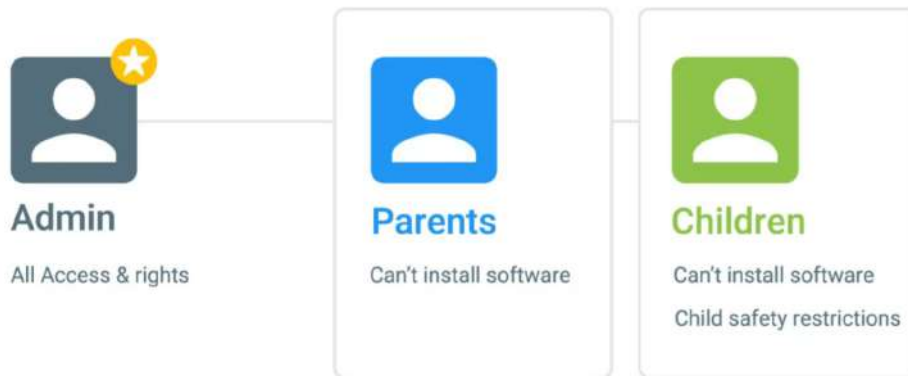 Admin
All Access & rights
Parents
Can't install software
Children
Can't install software
Child safety restrictions